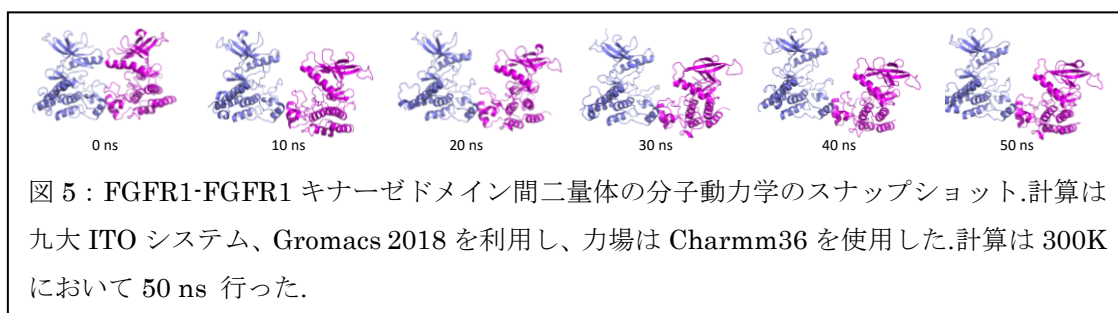 0 ns 10 ns 20 ns 30 ns 40 ns 50 ns
図 5：FGFR1-FGFR1 キナーゼドメイン間二量体の分子動力学のスナップショット.計算は
九大 ITO システム、Gromacs 2018 を利用し、力場は Charmm36 を使用した.計算は 300K
において 50 ns 行った.